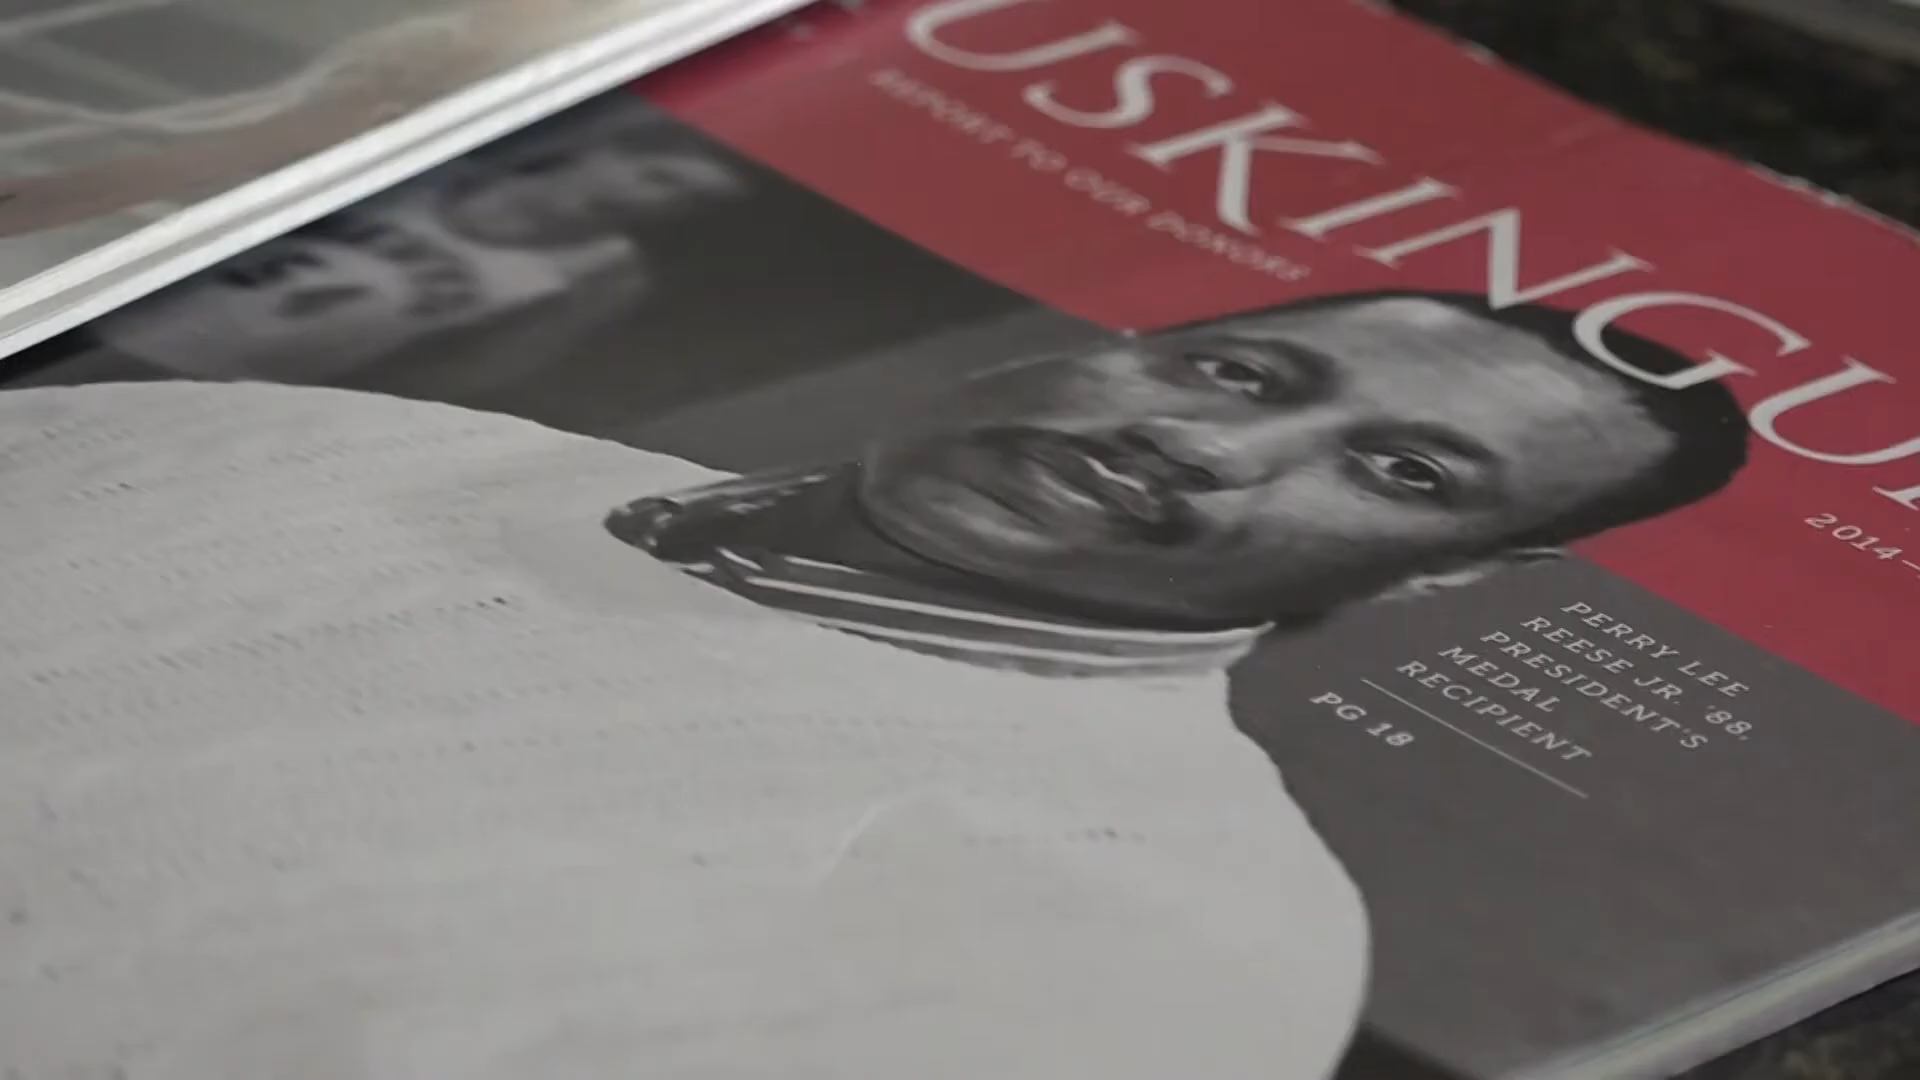 USKINGU
REPORT TO OUR DONORS
2014–
PERRY LEE
REESE JR. '88,
PRESIDENT'S
MEDAL
RECIPIENT
PG 18